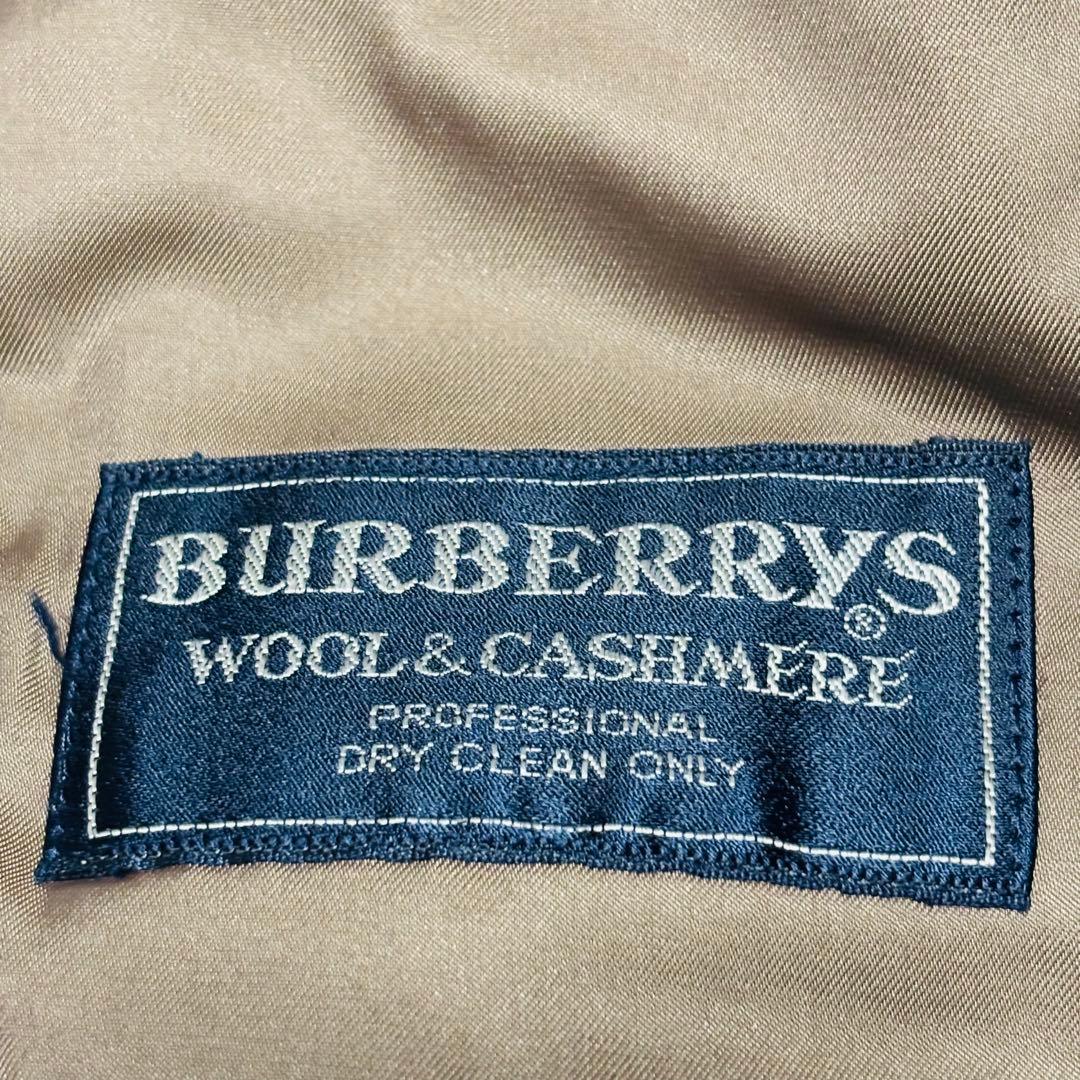 BURBERRYS®
WOOL & CASHMERE
PROFESSIONAL
DRY CLEAN ONLY